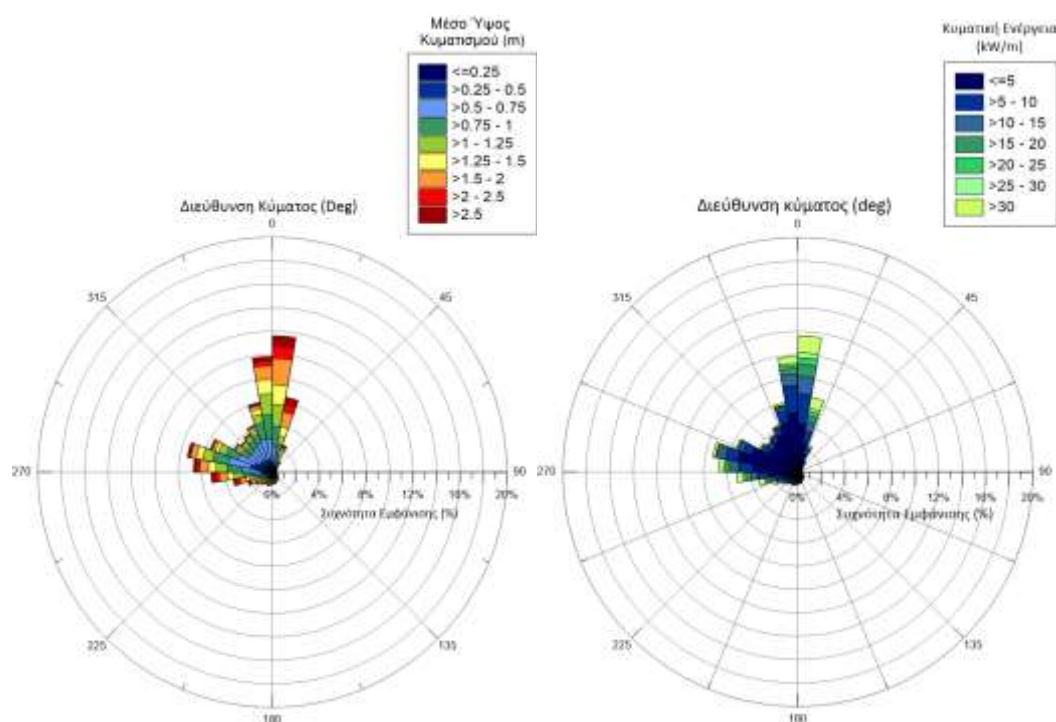 Μέσο Ύψος
Κυματισμού (m)
<=0.25
>0.25 - 0.5
>0.5 - 0.75
>0.75 - 1
>1 - 1.25
>1.25 - 1.5
>1.5 - 2
>2 - 2.5
>2.5
Διεύθυνση Κύματος (Deg)
0
45
90
135
180
225
270
315
0%
4%
8%
12%
16%
20%
Συχνότητα Εμφάνισης (%)
Κυματική Ενέργεια
(kW/m)
<=5
>5 - 10
>10 - 15
>15 - 20
>20 - 25
>25 - 30
>30
Διεύθυνση κύματος (deg)
0
45
90
135
180
225
270
315
0%
4%
8%
12%
16%
20%
Συχνότητα Εμφάνισης (%)